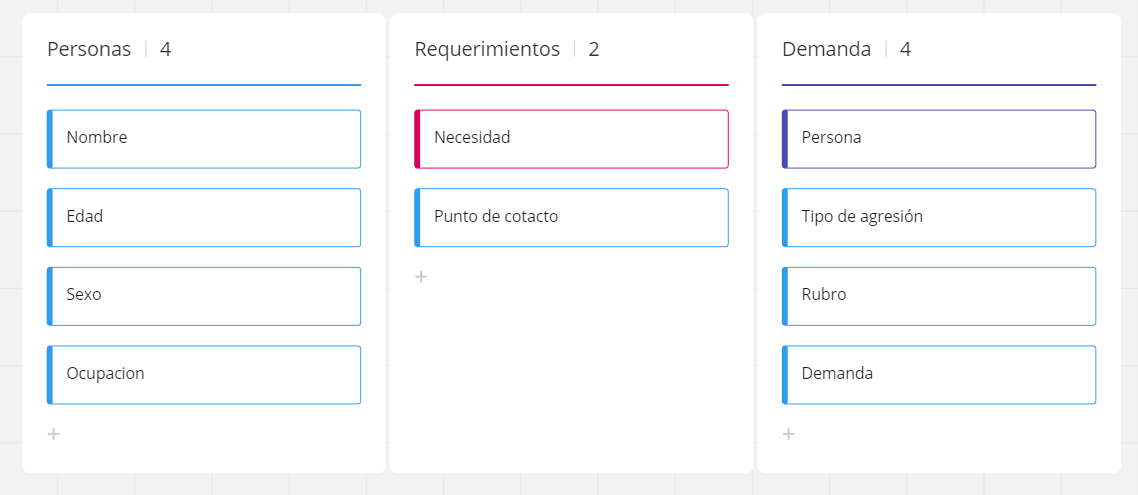 Personas | 4
Nombre
Edad
Sexo
Ocupacion
+
Requerimientos | 2
Necesidad
Punto de cotacto
+
Demanda | 4
Persona
Tipo de agresión
Rubro
Demanda
+